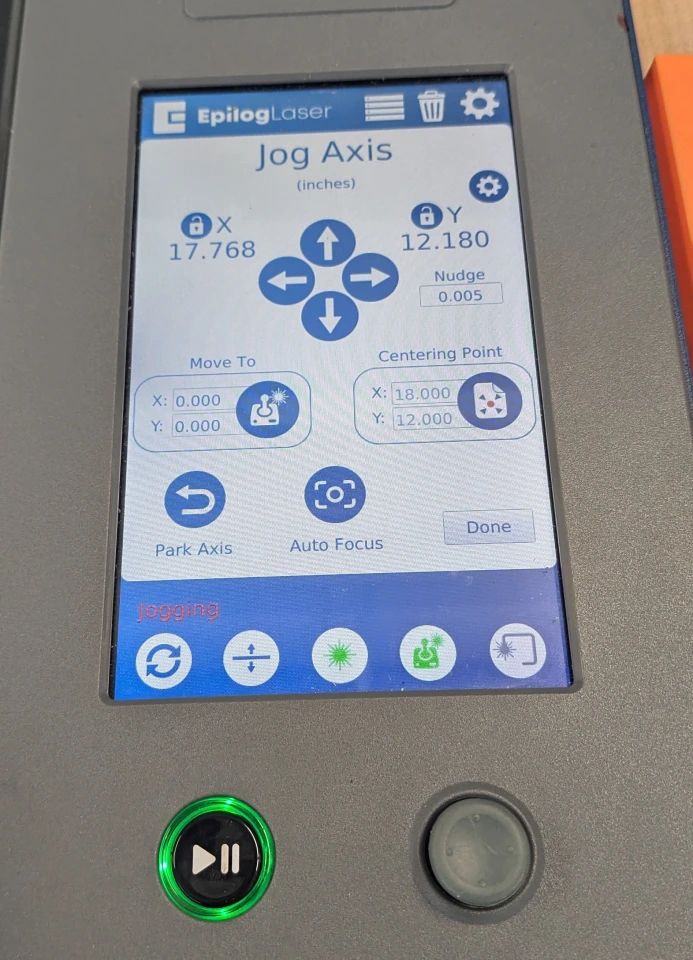 EpilogLaser
Jog Axis
(inches)
X
17.768
Y
12.180
Nudge
0.005
Move To
X: 0.000
Y: 0.000
Centering Point
X: 18.000
Y: 12.000
Park Axis
Auto Focus
Done
jogging